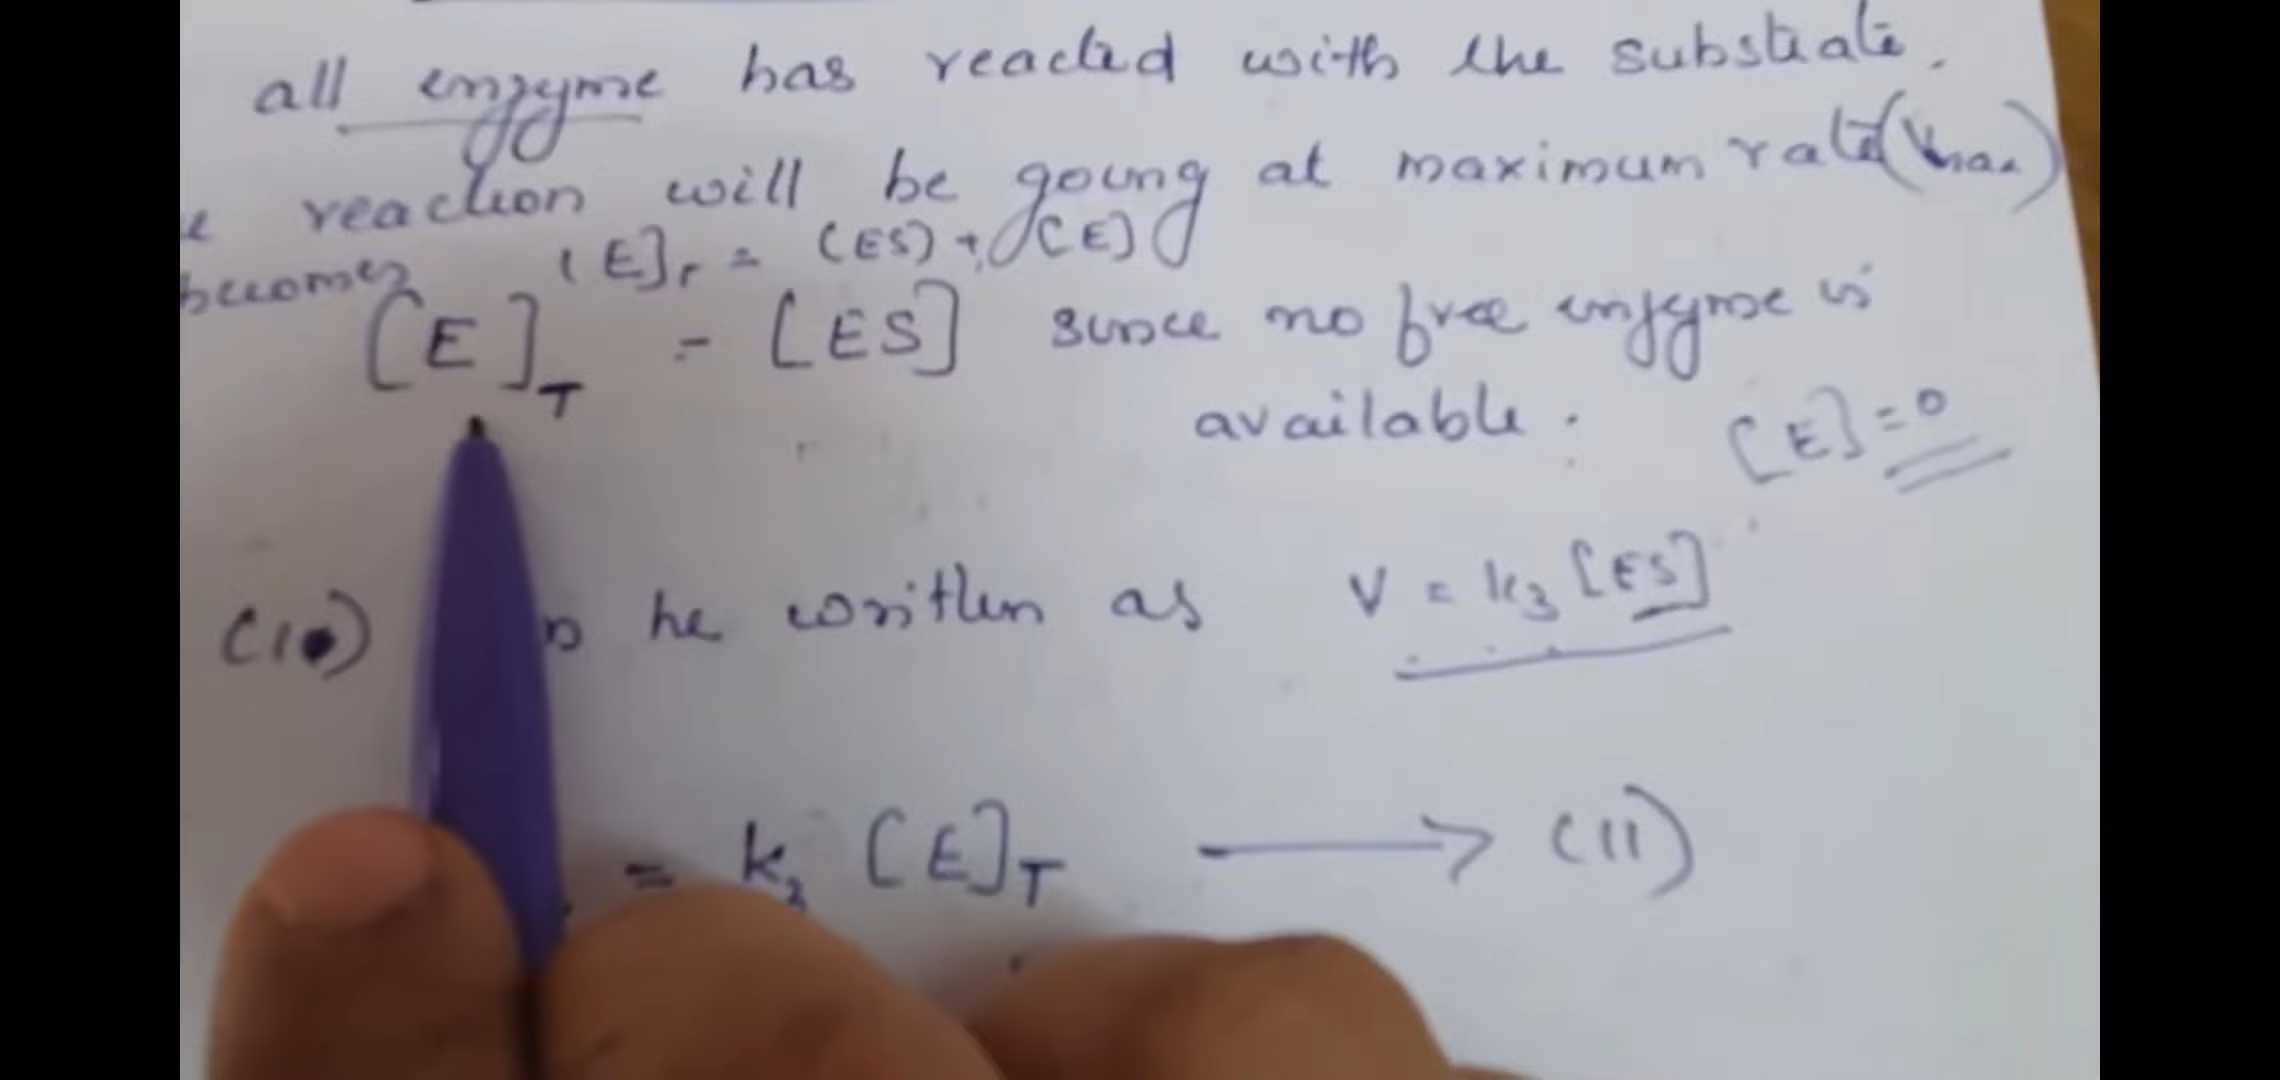 all enzyme has reacted with the substrate.
e reaction will be going at maximum rate (Vmax)
becomes [E]T = (ES) + [E]
[E]T = [ES] since no free enzyme is
available. [E] = 0
(10) be written as V = k3 [ES]
= k3 [E]T → (11)